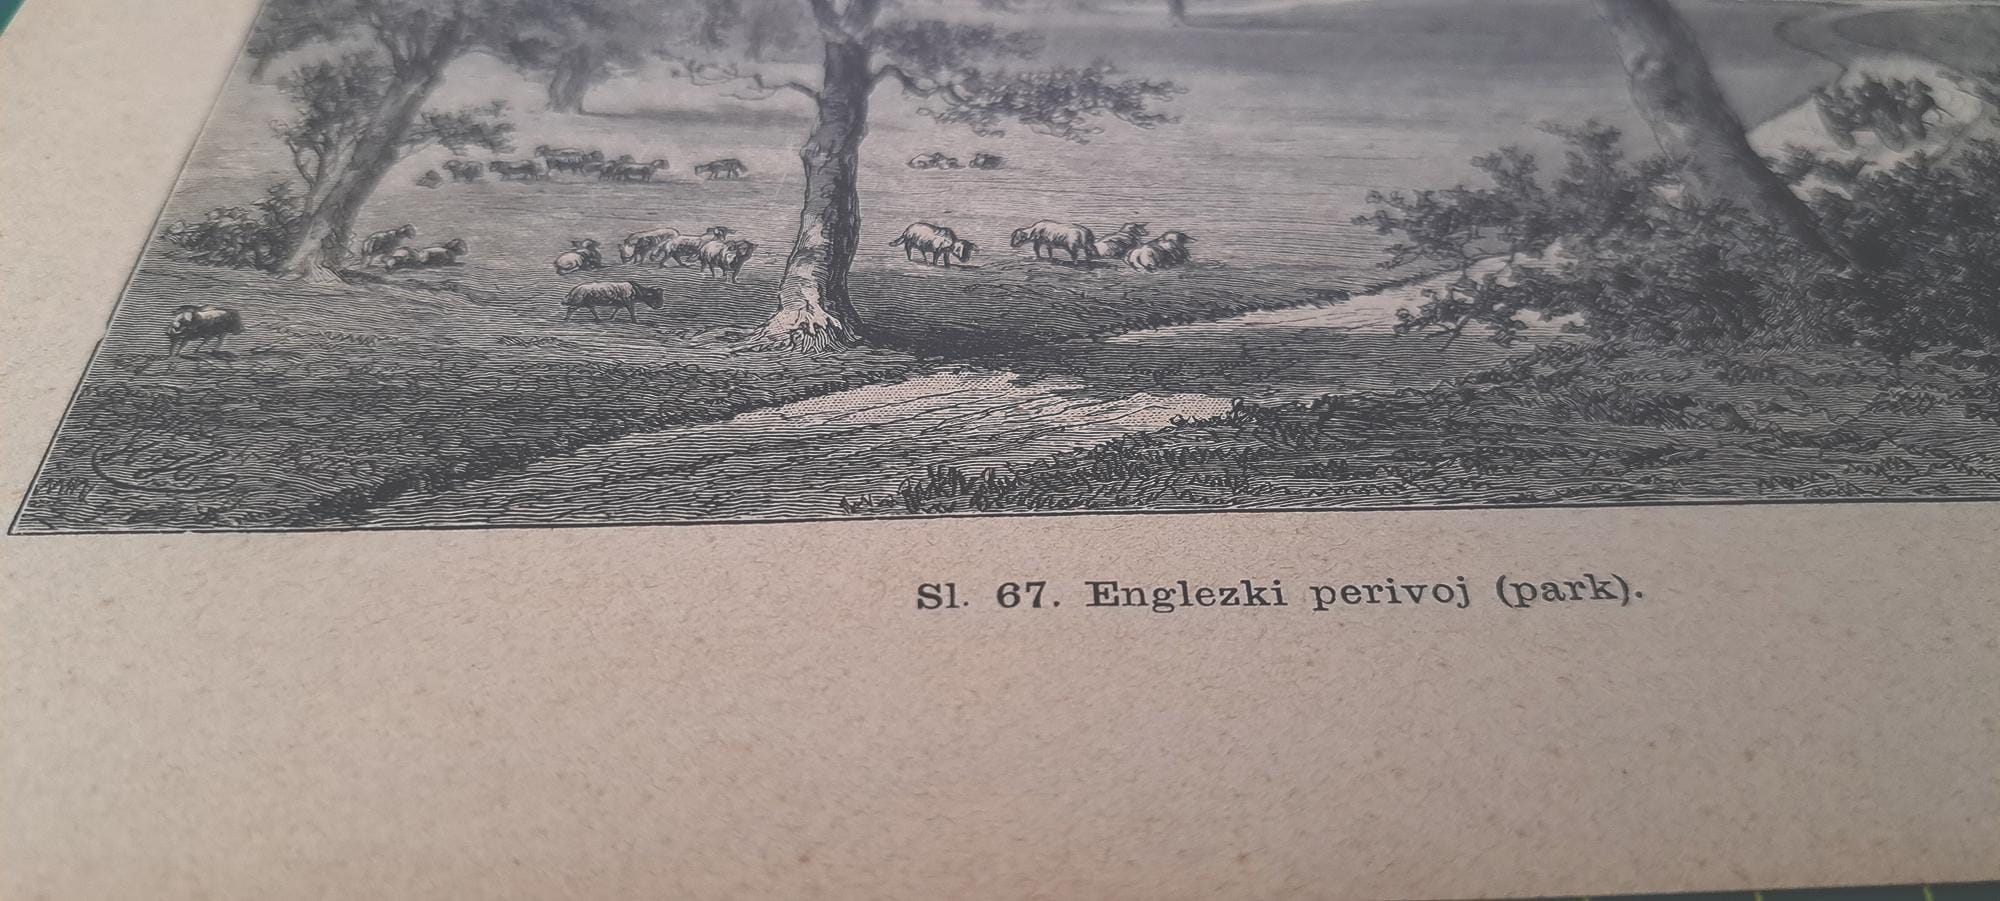 Sl. 67. Englezki perivoj (park).